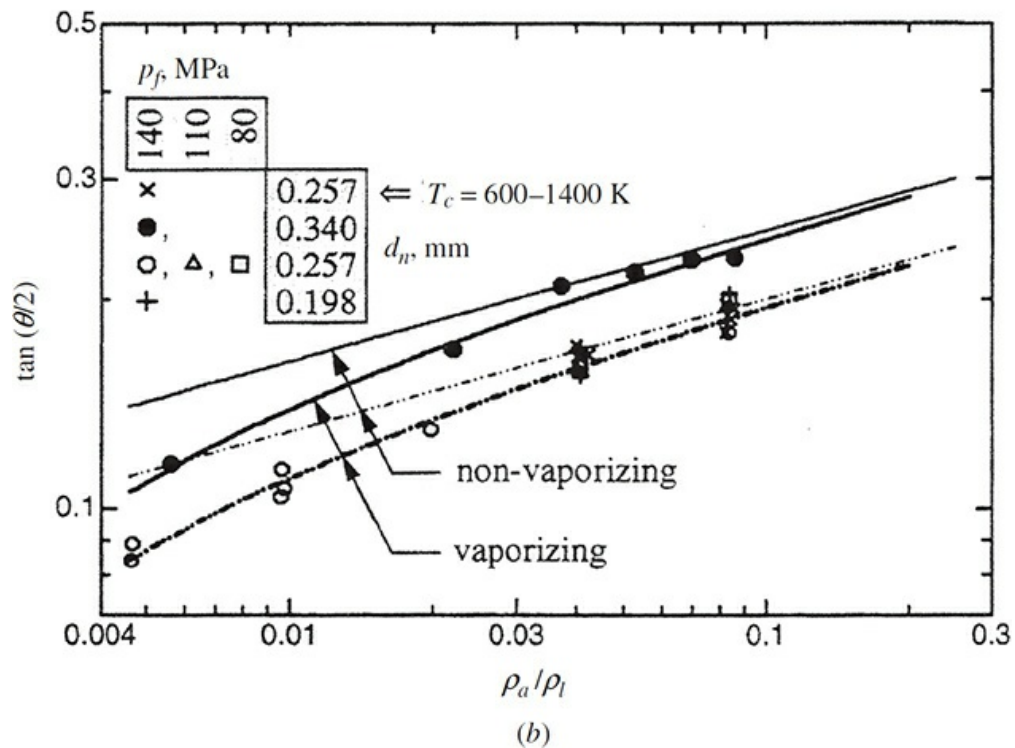 0.5
p_f, MPa
140 110 80
× 0.257 ⇐ T_c = 600–1400 K
●, 0.340
d_n, mm
○, △, □ 0.257
+ 0.198
0.3
tan (θ/2)
non-vaporizing
0.1
vaporizing
0.004 0.01 0.03 0.1 0.3
ρ_a/ρ_l
(b)